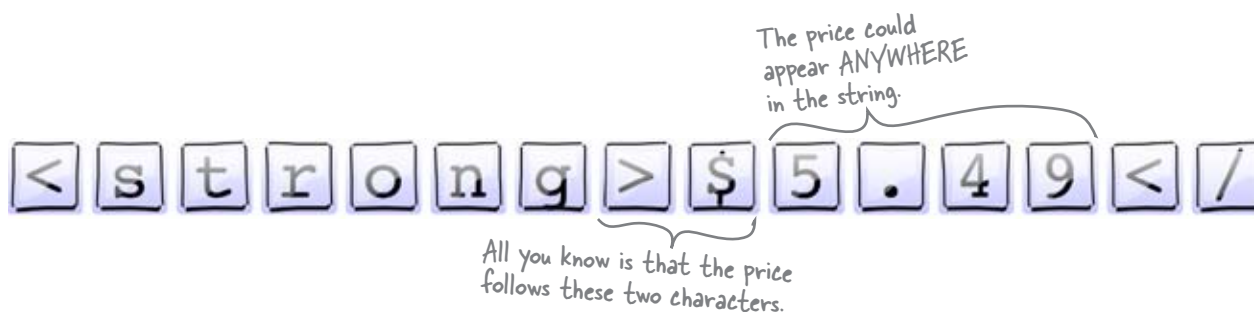 The price could
appear ANYWHERE
in the string.
<strong>$5.49</
All you know is that the price
follows these two characters.